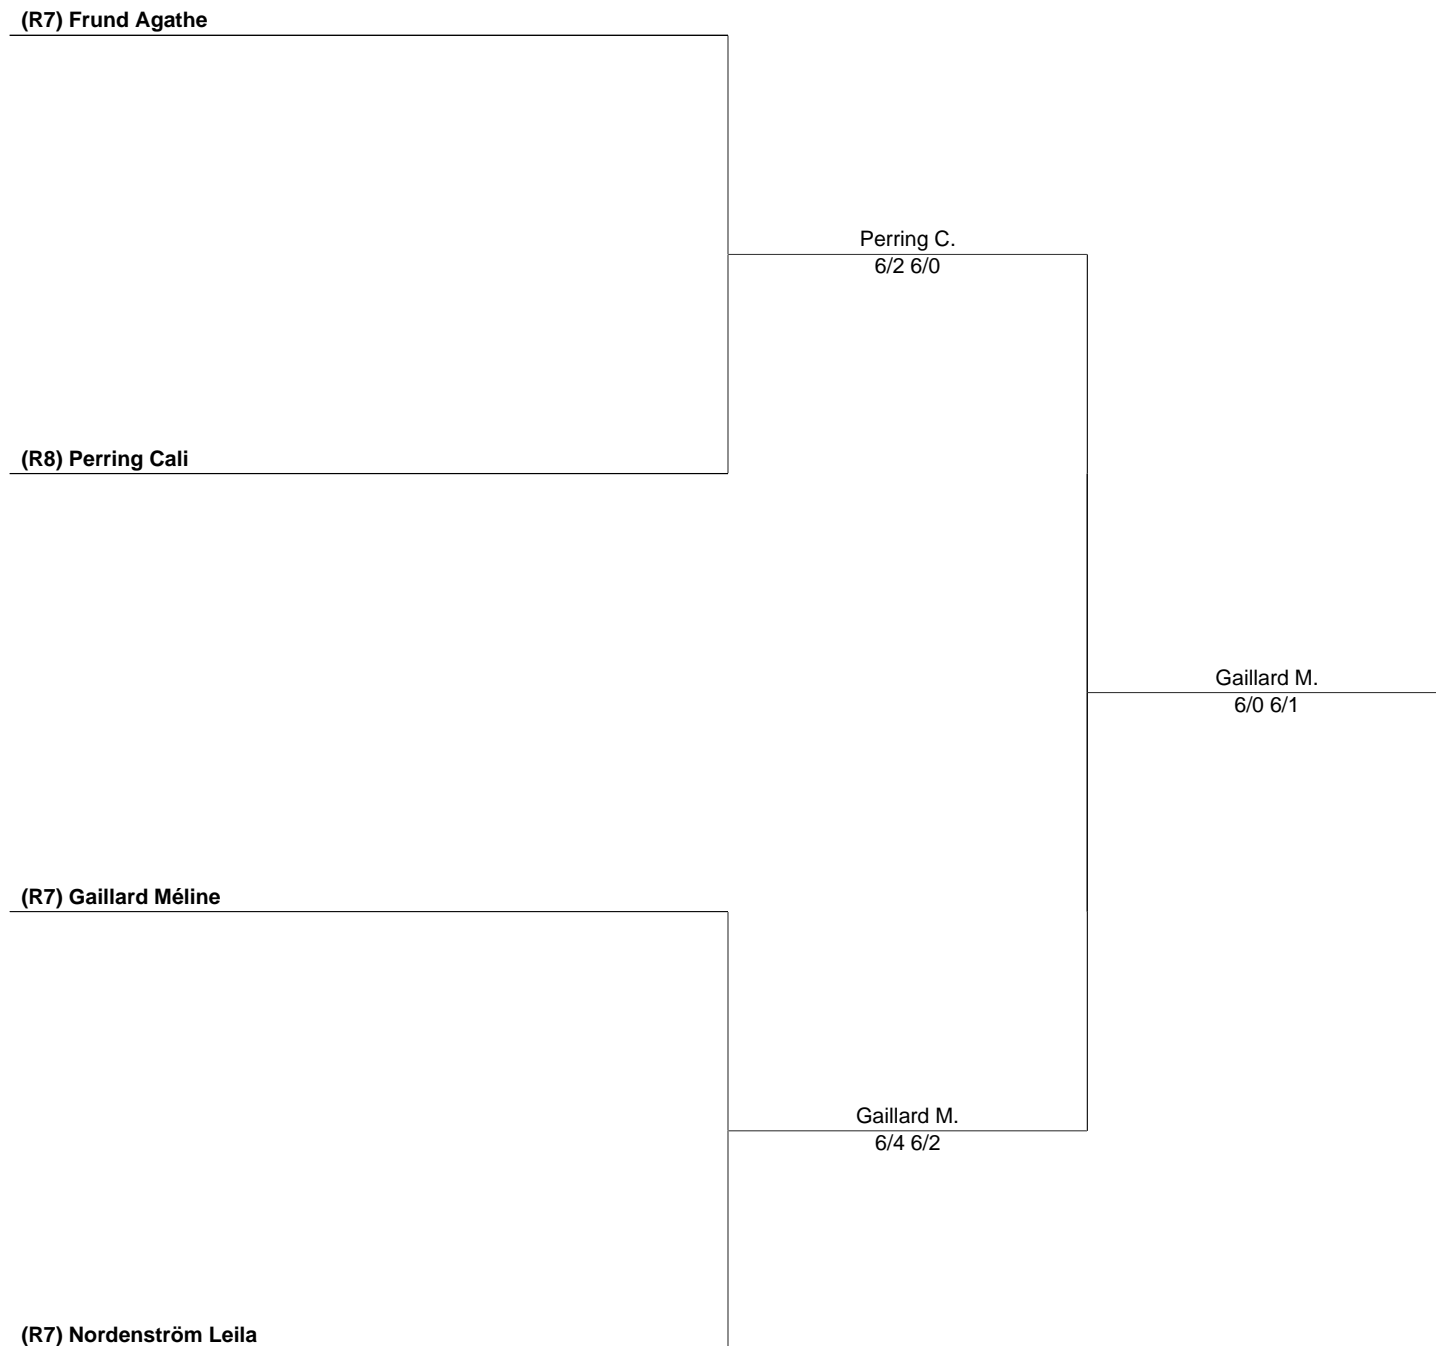 (R7) Frund Agathe
Perring C.
6/2 6/0
(R8) Perring Cali
Gaillard M.
6/0 6/1
(R7) Gaillard Méline
Gaillard M.
6/4 6/2
(R7) Nordenström Leila